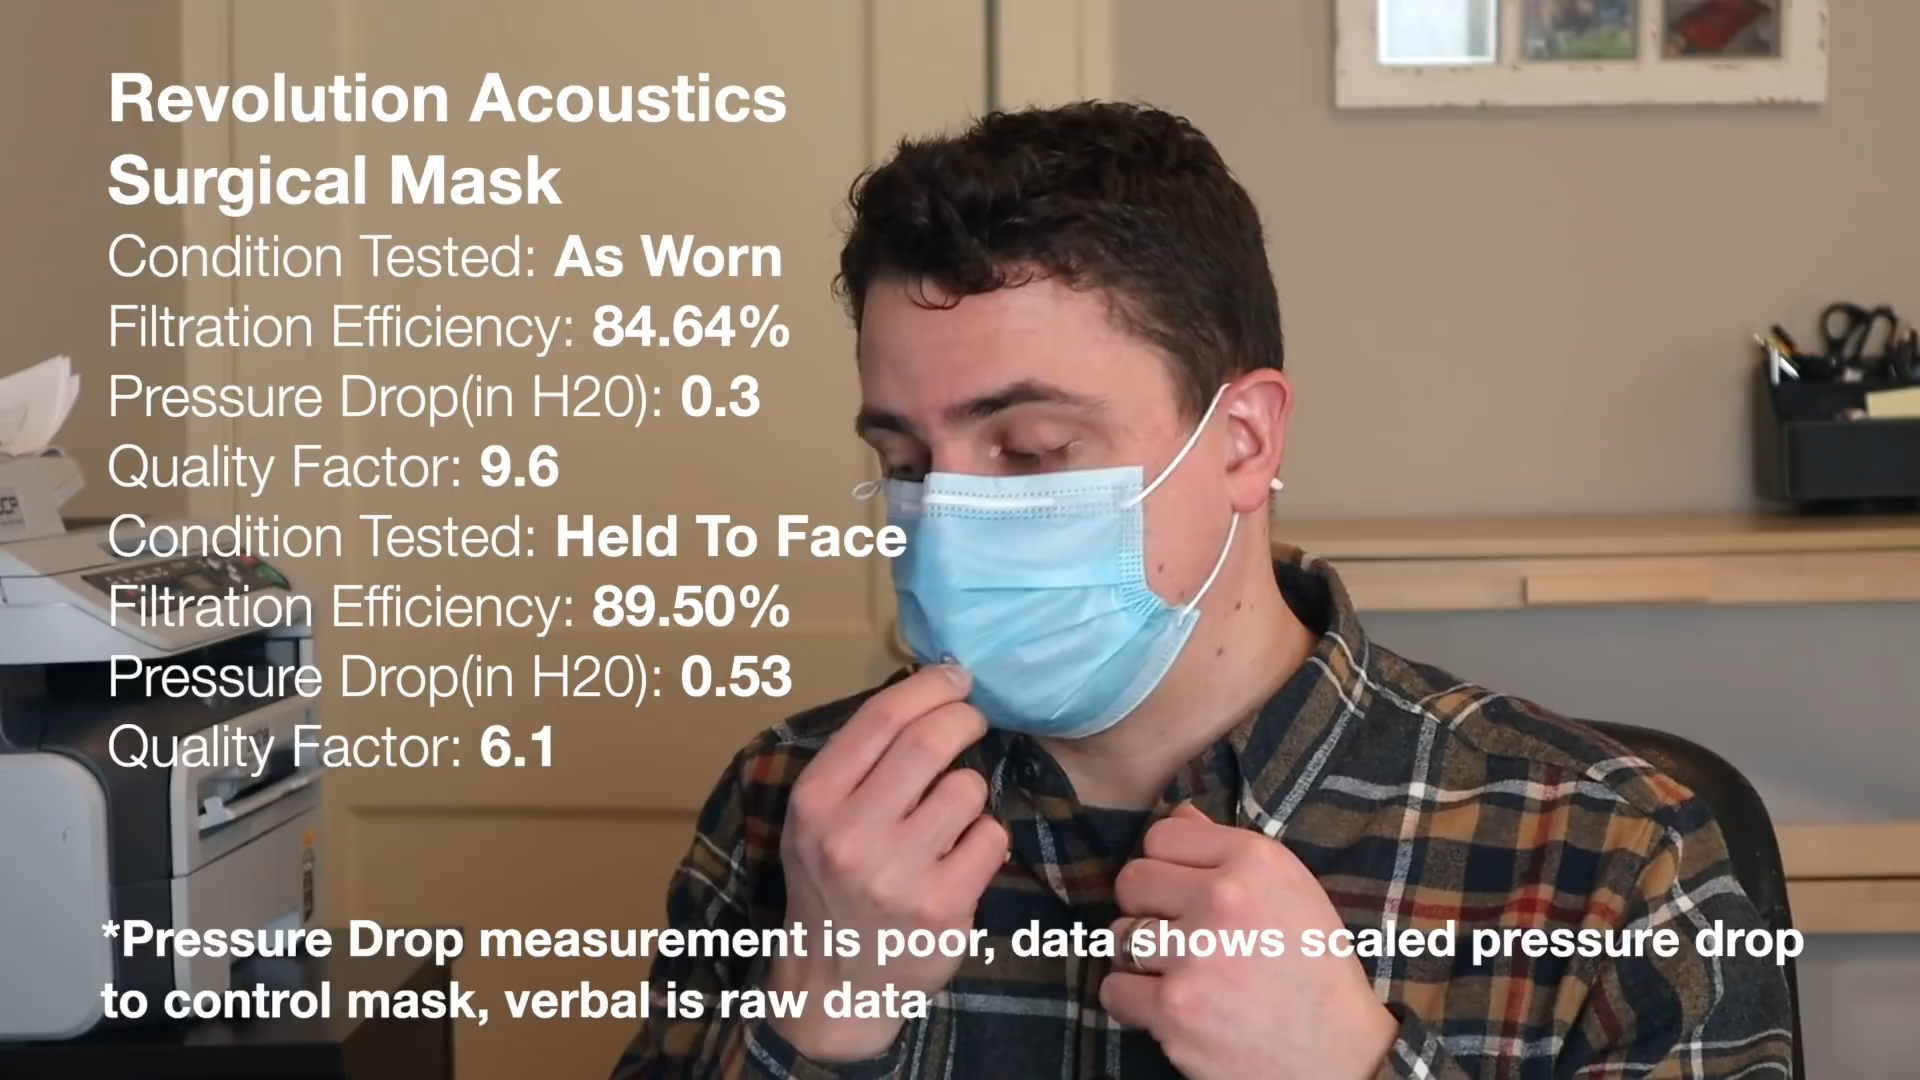 Revolution Acoustics
Surgical Mask
Condition Tested: As Worn
Filtration Efficiency: 84.64%
Pressure Drop(in H20): 0.3
Quality Factor: 9.6
Condition Tested: Held To Face
Filtration Efficiency: 89.50%
Pressure Drop(in H20): 0.53
Quality Factor: 6.1
*Pressure Drop measurement is poor, data shows scaled pressure drop
to control mask, verbal is raw data